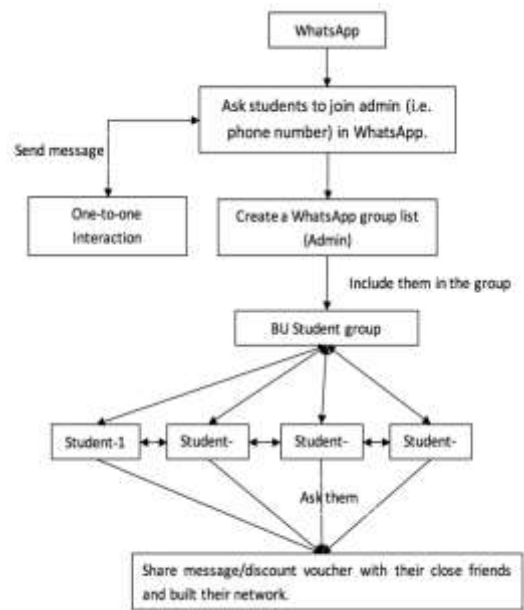 WhatsApp
Ask students to join admin (i.e.
phone number) in WhatsApp.
Send message
One-to-one
Interaction
Create a WhatsApp group list
(Admin)
Include them in the group
BU Student group
Student-1
Student-
Student-
Student-
Ask them
Share message/discount voucher with their close friends
and built their network.